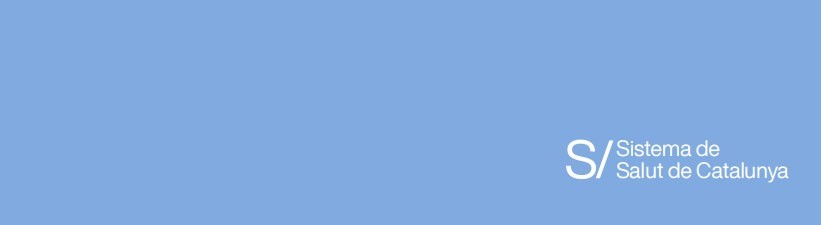 S/ Sistema de
Salut de Catalunya